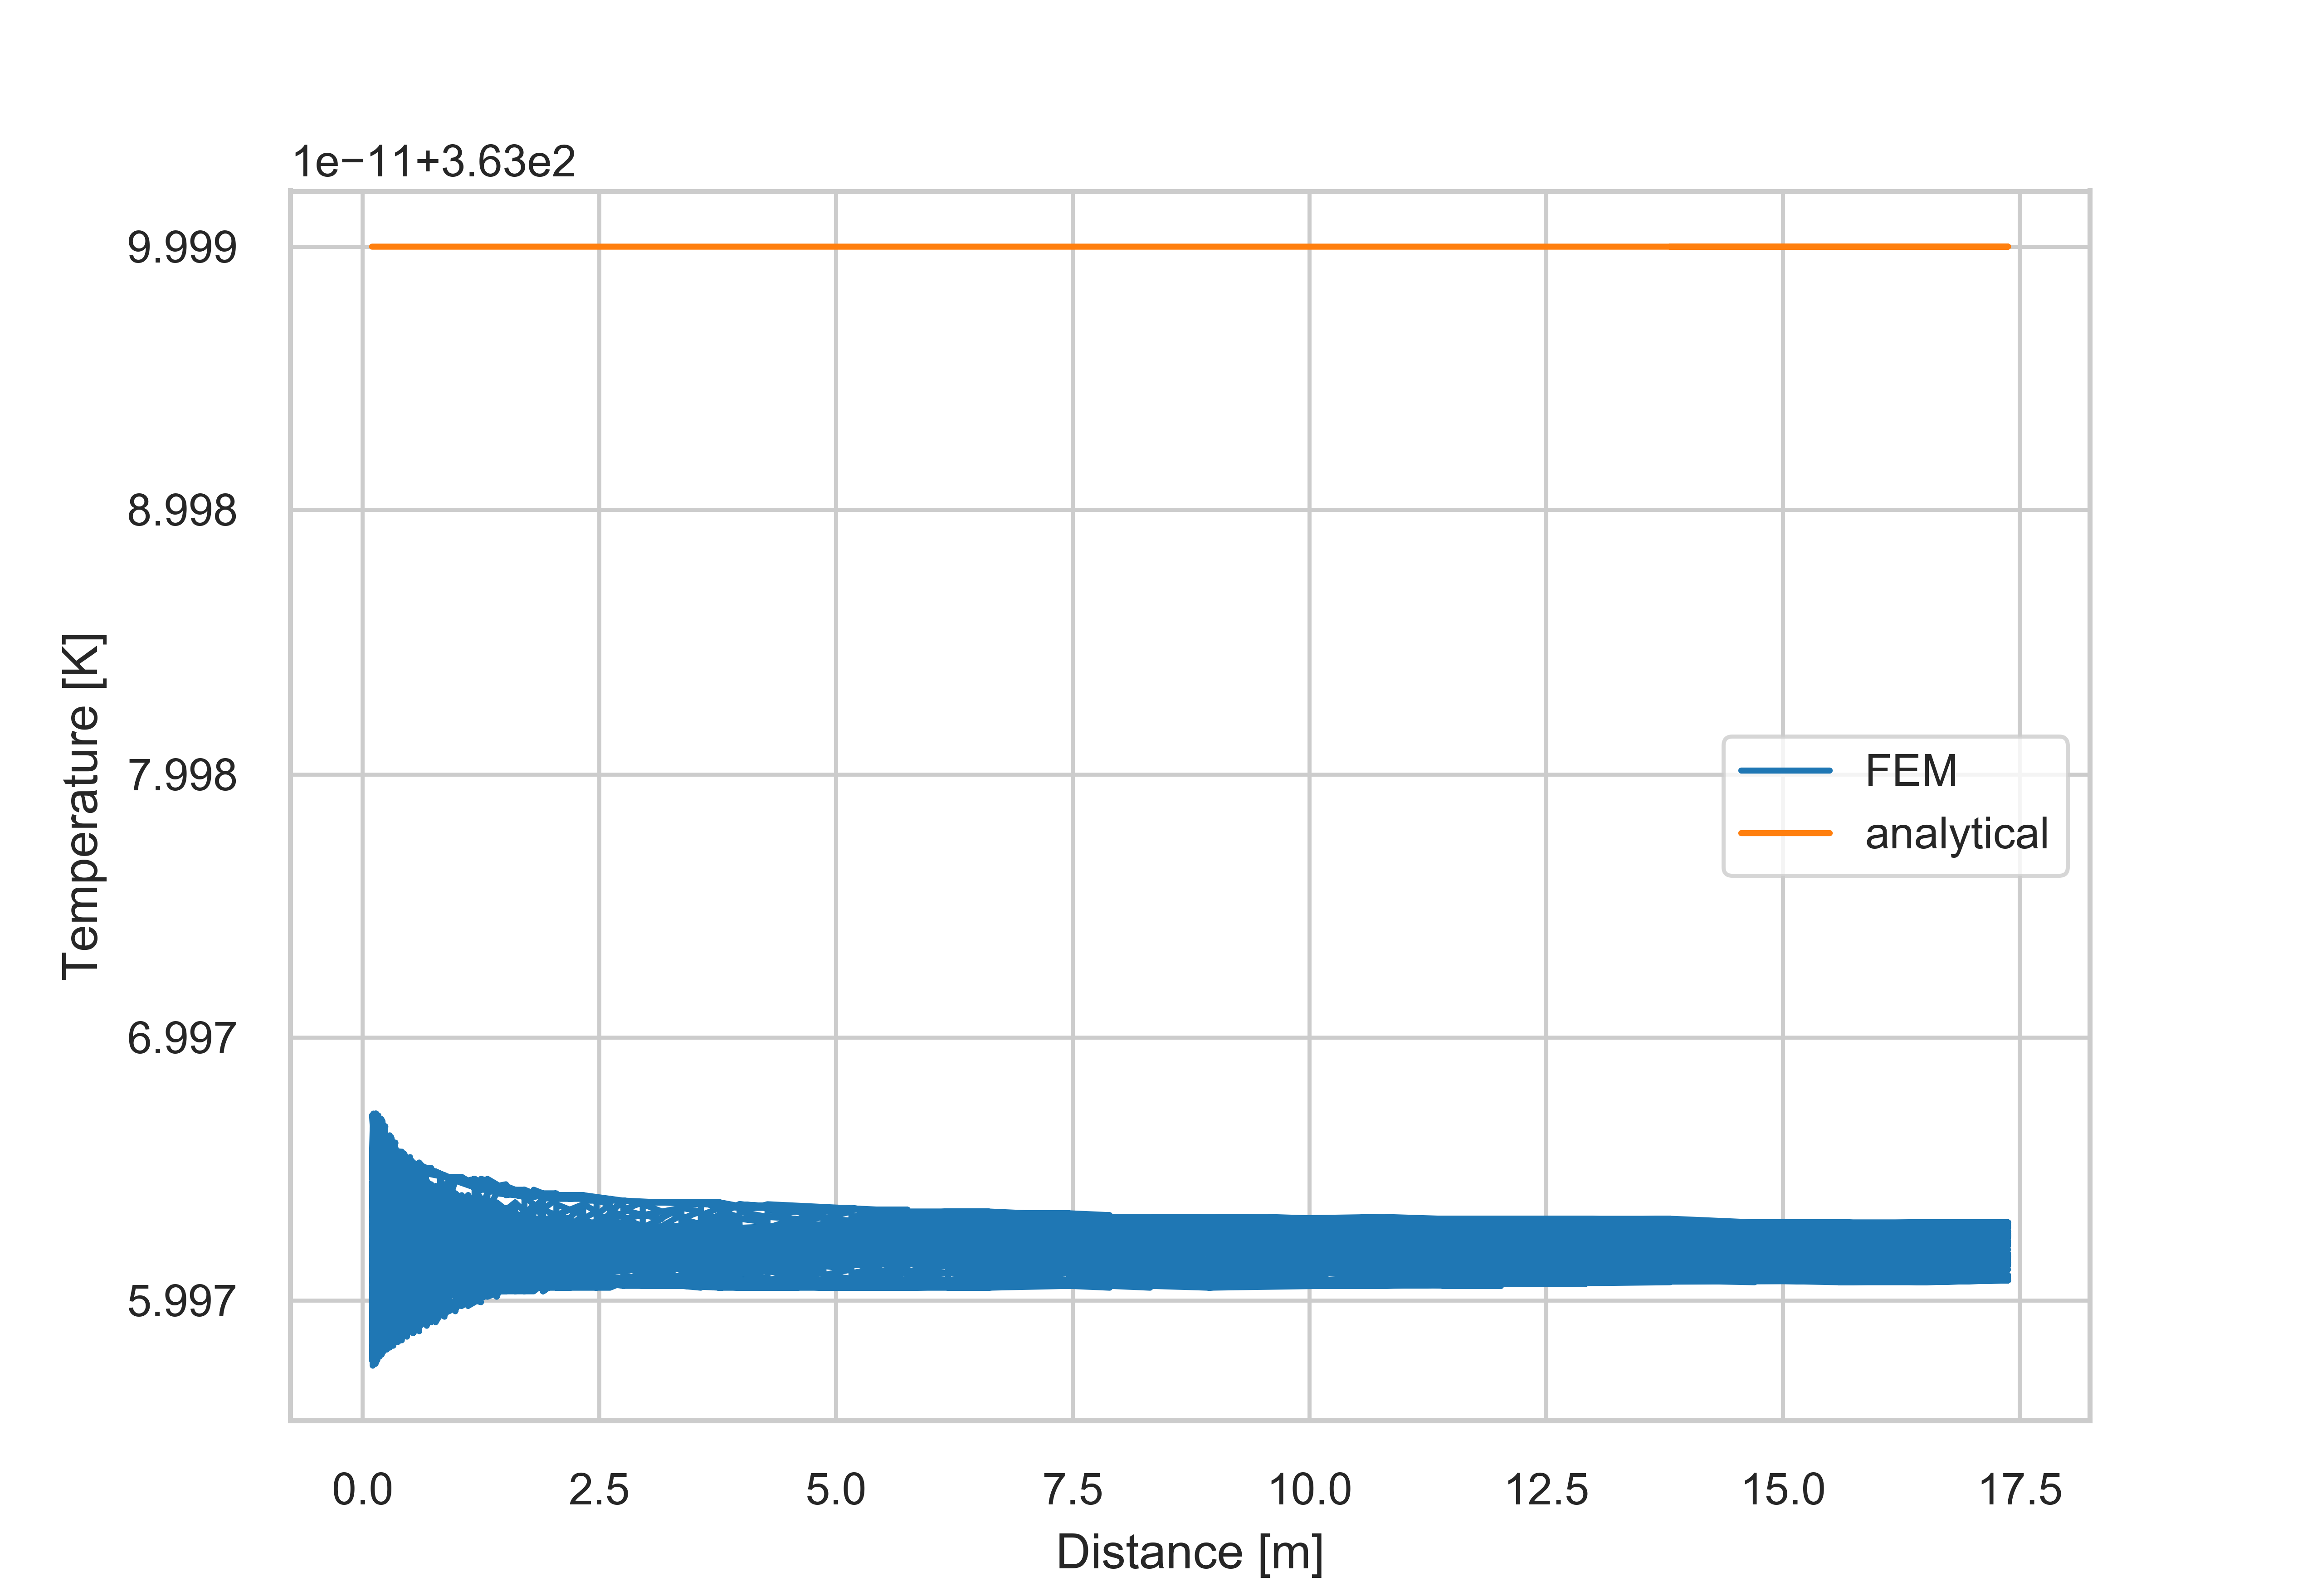 1e−11+3.63e2
9.999
8.998
7.998
6.997
5.997
Temperature [K]
FEM
analytical
0.0 2.5 5.0 7.5 10.0 12.5 15.0 17.5
Distance [m]